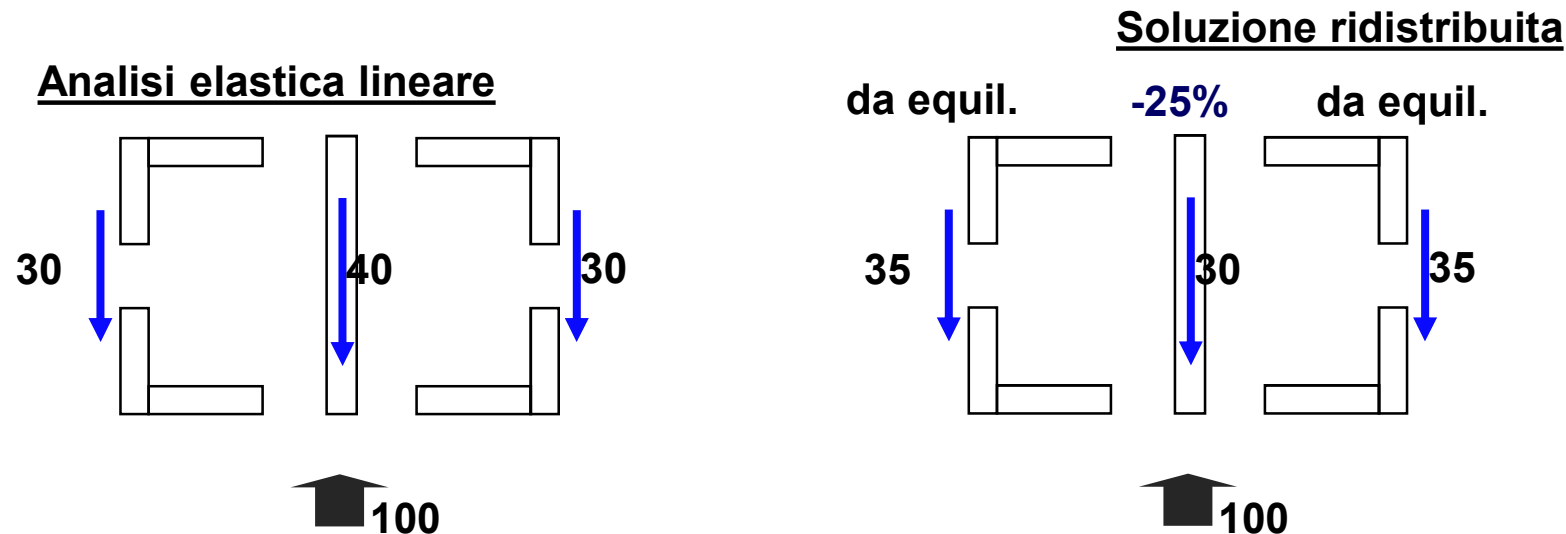 Soluzione ridistribuita
Analisi elastica lineare
da equil. -25% da equil.
30 40 30
35 30 35
100
100